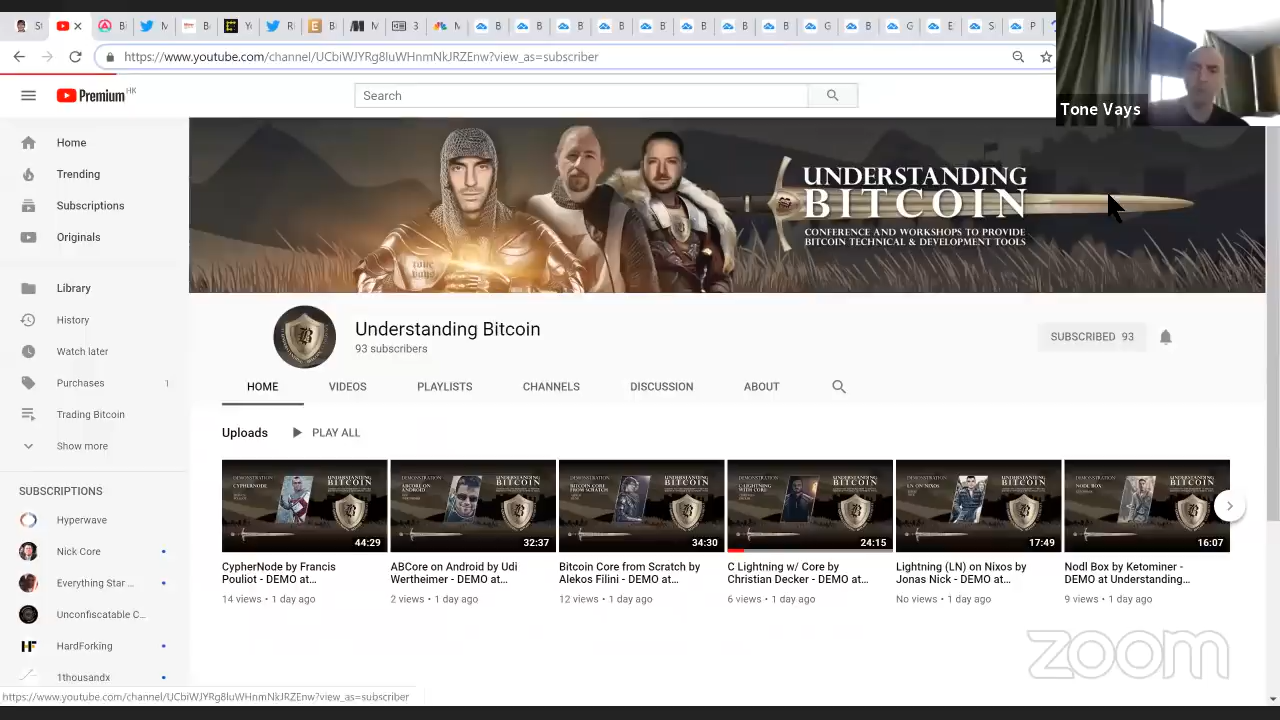 https://www.youtube.com/channel/UCbiWJYRg8luWHnmNkJRZEnw?view_as=subscriber
Tone Vays
Premium HK
Search
Home
Trending
Subscriptions
Originals
Library
History
Watch later
Purchases 1
Trading Bitcoin
Show more
SUBSCRIPTIONS
Hyperwave
Nick Core
Everything Star ...
Unconfiscatable C...
HardForking
1thousandx
UNDERSTANDING
BITCOIN
CONFERENCE AND WORKSHOPS TO PROVIDE
BITCOIN TECHNICAL & DEVELOPMENT TOOLS
Understanding Bitcoin
93 subscribers
SUBSCRIBED 93
HOME VIDEOS PLAYLISTS CHANNELS DISCUSSION ABOUT
Uploads PLAY ALL
44:29 32:37 34:30 24:15 17:49 16:07
CypherNode by Francis
Pouliot - DEMO at...
14 views • 1 day ago
ABCore on Android by Udi
Wertheimer - DEMO at...
2 views • 1 day ago
Bitcoin Core from Scratch by
Alekos Filini - DEMO at...
12 views • 1 day ago
C Lightning w/ Core by
Christian Decker - DEMO at...
6 views • 1 day ago
Lightning (LN) on Nixos by
Jonas Nick - DEMO at...
No views • 1 day ago
Nodl Box by Ketominer -
DEMO at Understanding...
9 views • 1 day ago
zoom
https://www.youtube.com/channel/UCbiWJYRg8luWHnmNkJRZEnw?view_as=subscriber